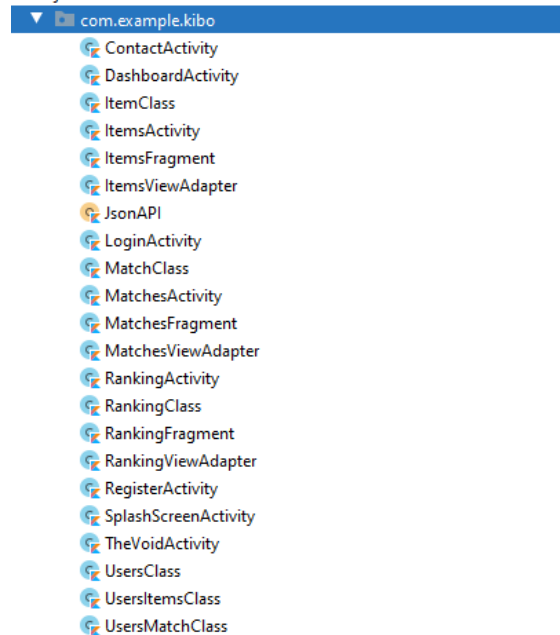 com.example.kibo
ContactActivity
DashboardActivity
ItemClass
ItemsActivity
ItemsFragment
ItemsViewAdapter
JsonAPI
LoginActivity
MatchClass
MatchesActivity
MatchesFragment
MatchesViewAdapter
RankingActivity
RankingClass
RankingFragment
RankingViewAdapter
RegisterActivity
SplashScreenActivity
TheVoidActivity
UsersClass
UsersItemsClass
UsersMatchClass